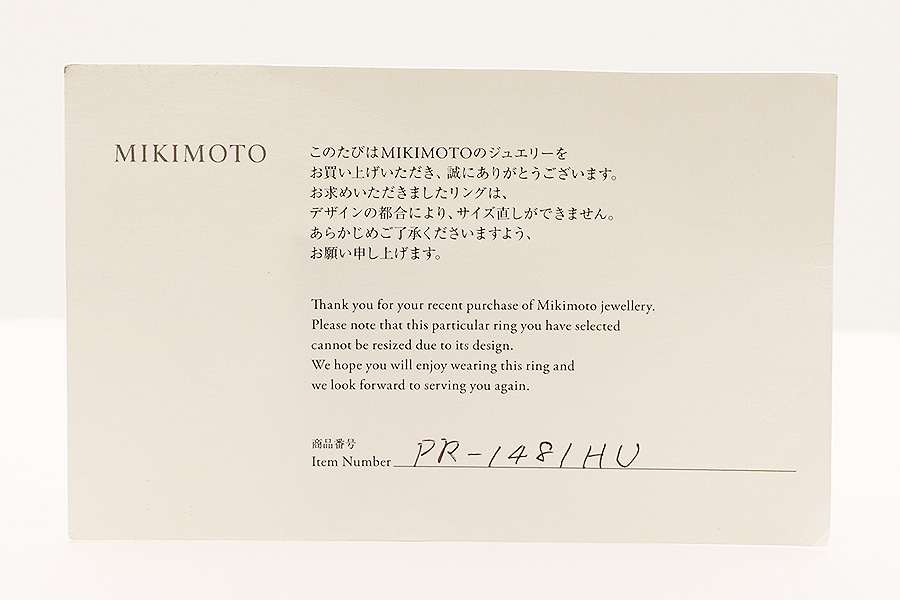 MIKIMOTO
このたびはMIKIMOTOのジュエリーを
お買い上げいただき、誠にありがとうございます。
お求めいただきましたリングは、
デザインの都合により、サイズ直しができません。
あらかじめご了承くださいますよう、
お願い申し上げます。
Thank you for your recent purchase of Mikimoto jewellery.
Please note that this particular ring you have selected
cannot be resized due to its design.
We hope you will enjoy wearing this ring and
we look forward to serving you again.
商品番号
Item Number PR-1481HU